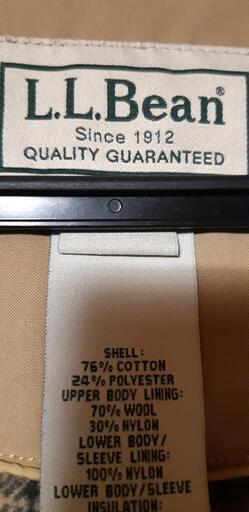 L.L.Bean®
Since 1912
QUALITY GUARANTEED
SHELL:
76% COTTON
24% POLYESTER
UPPER BODY LINING:
70% WOOL
30% NYLON
LOWER BODY/
SLEEVE LINING:
100% NYLON
LOWER BODY/SLEEVE
INSULATION: